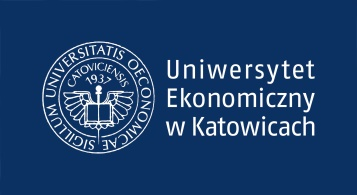 SIGILLUM UNIVERSITATIS OECONOMICAE
CATOVICIENSIS
1937
Uniwersytet
Ekonomiczny
w Katowicach